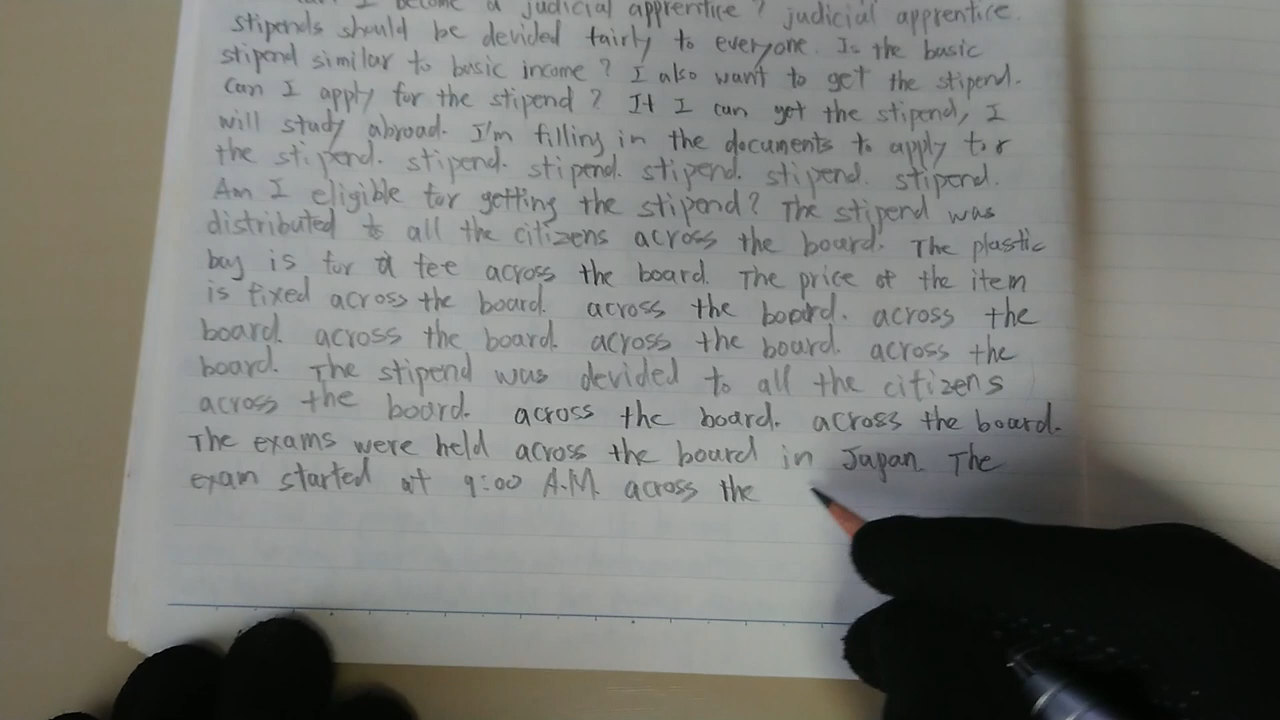 I become a judicial apprentice? judicial apprentice.
stipends should be devided fairly to everyone. Is the basic
stipend similar to basic income? I also want to get the stipend.
Can I apply for the stipend? If I can get the stipend, I
will study abroad. I'm filling in the documents to apply for
the stipend. stipend. stipend. stipend. stipend. stipend.
Am I eligible for getting the stipend? The stipend was
distributed to all the citizens across the board. The plastic
bag is for a fee across the board. The price of the item
is fixed across the board. across the board. across the
board. across the board. across the board. across the
board. The stipend was devided to all the citizens
across the board. across the board. across the board.
The exams were held across the board in Japan. The
exam started at 9:00 A.M. across the